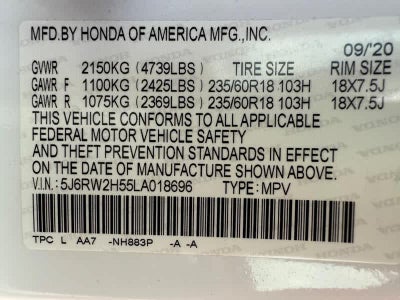 MFD.BY HONDA OF AMERICA MFG.,INC.
09/20
GVWR 2150KG (4739LBS) TIRE SIZE RIM SIZE
GAWR F 1100KG (2425LBS) 235/60R18 103H 18X7.5J
GAWR R 1075KG (2369LBS) 235/60R18 103H 18X7.5J
THIS VEHICLE CONFORMS TO ALL APPLICABLE
FEDERAL MOTOR VEHICLE SAFETY
AND THEFT PREVENTION STANDARDS IN EFFECT
ON THE DATE OF MANUFACTURE SHOWN ABOVE.
V.I.N: 5J6RW2H55LA018696 TYPE: MPV
TPC L AA7 -NH883P -A -A